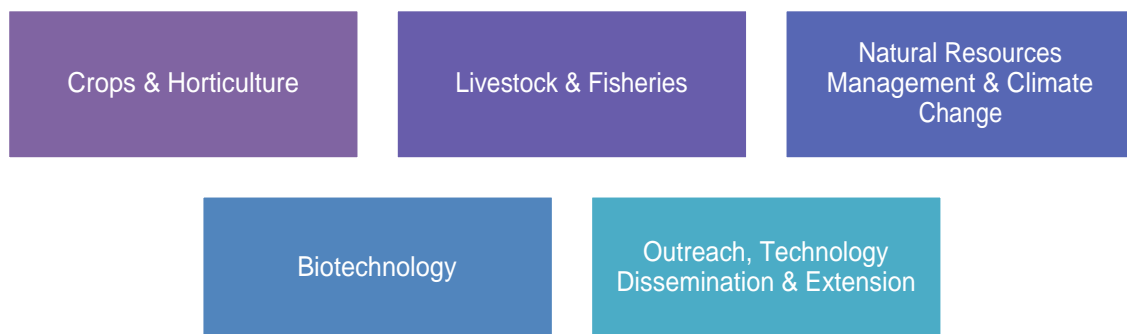 Crops & Horticulture
Livestock & Fisheries
Natural Resources
Management & Climate
Change
Biotechnology
Outreach, Technology
Dissemination & Extension